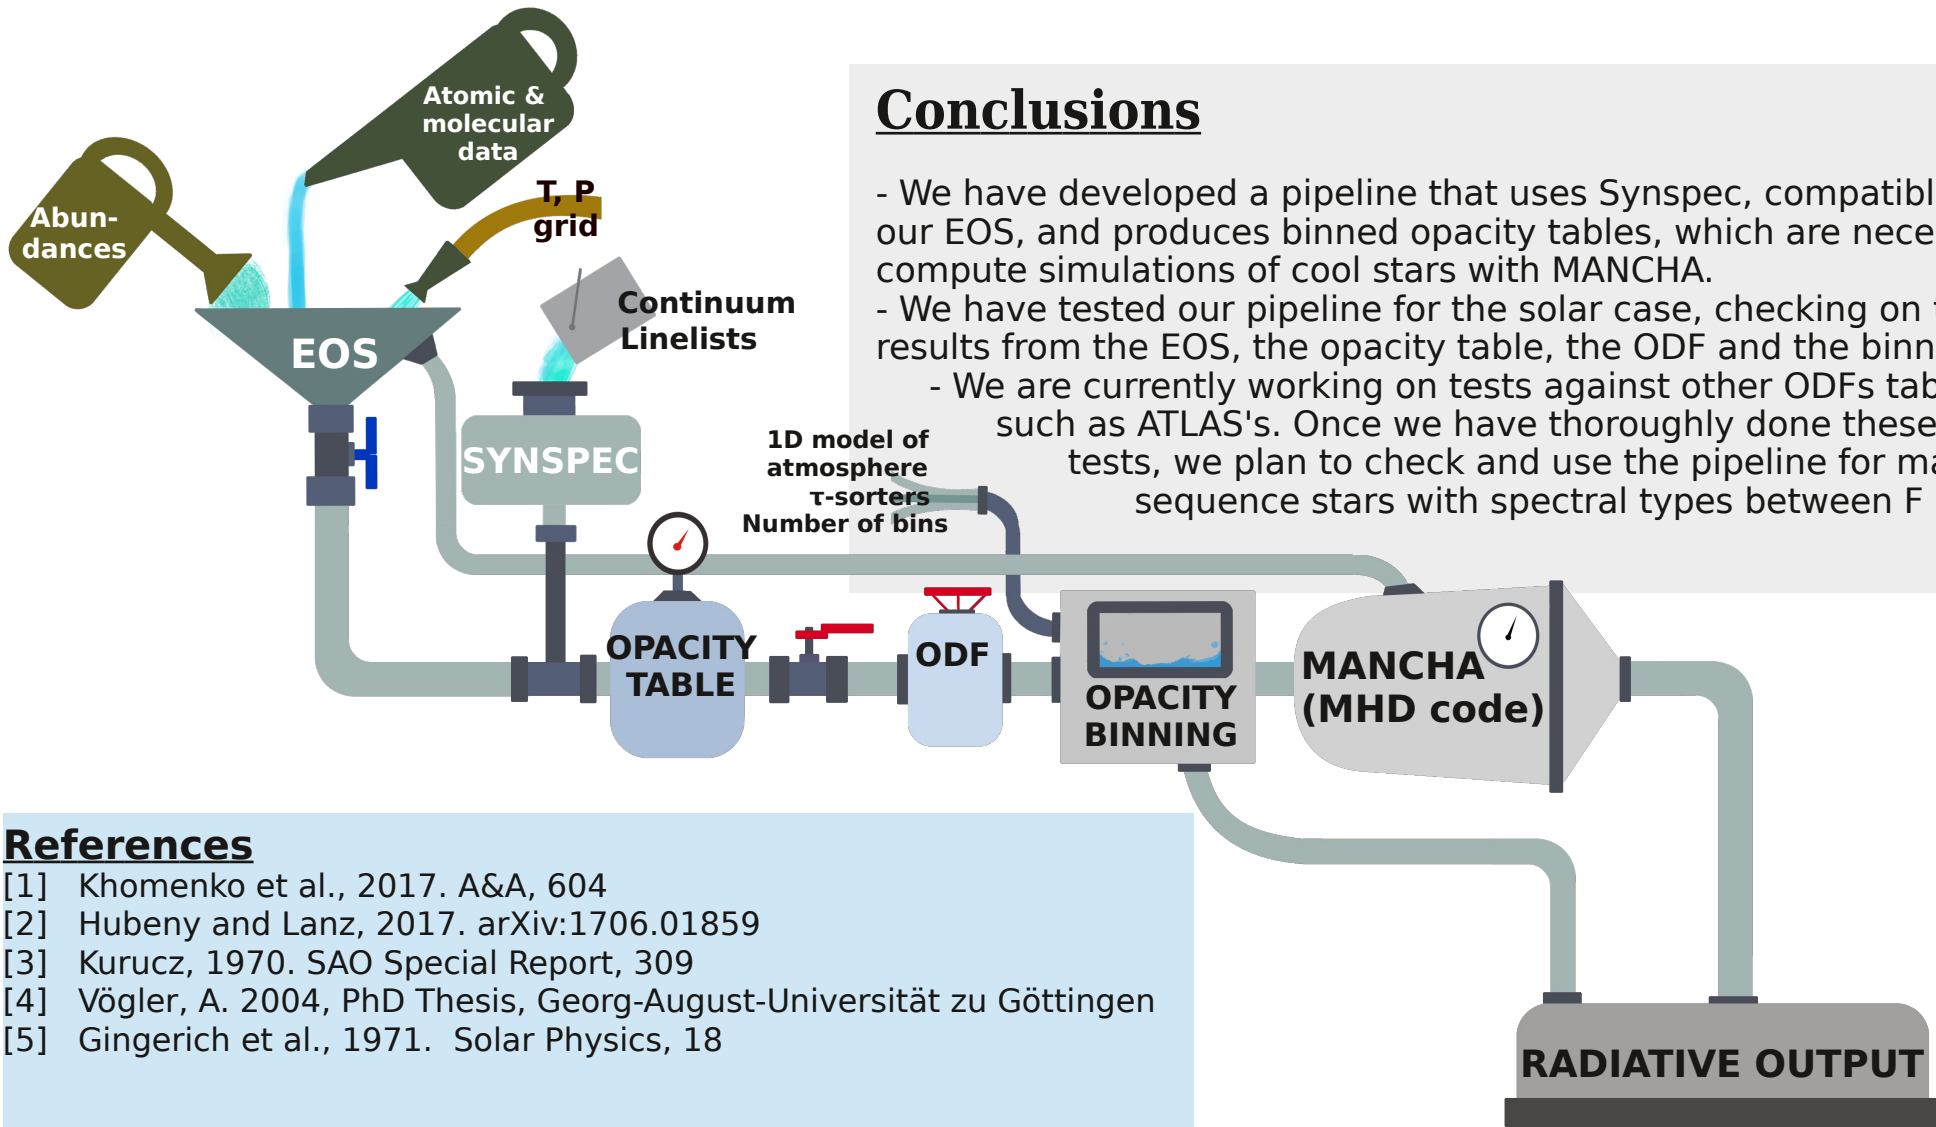 Atomic &
molecular
data
Abun-
dances
T, P
grid
EOS
Continuum
Linelists
SYNSPEC
1D model of
atmosphere
τ-sorters
Number of bins
OPACITY
TABLE
ODF
OPACITY
BINNING
MANCHA
(MHD code)
RADIATIVE OUTPUT
Conclusions
- We have developed a pipeline that uses Synspec,
our EOS, and produces binned opacity tables, which are
compute simulations of cool stars with MANCHA.
- We have tested our pipeline for the solar case, checking on
results from the EOS, the opacity table, the ODF and the
- We are currently working on tests against other ODFs
such as ATLAS's. Once we have thoroughly done these
tests, we plan to check and use the pipeline for
sequence stars with spectral types between F
References
[1] Khomenko et al., 2017. A&A, 604
[2] Hubeny and Lanz, 2017. arXiv:1706.01859
[3] Kurucz, 1970. SAO Special Report, 309
[4] Vögler, A. 2004, PhD Thesis, Georg-August-Universität zu Göttingen
[5] Gingerich et al., 1971. Solar Physics, 18